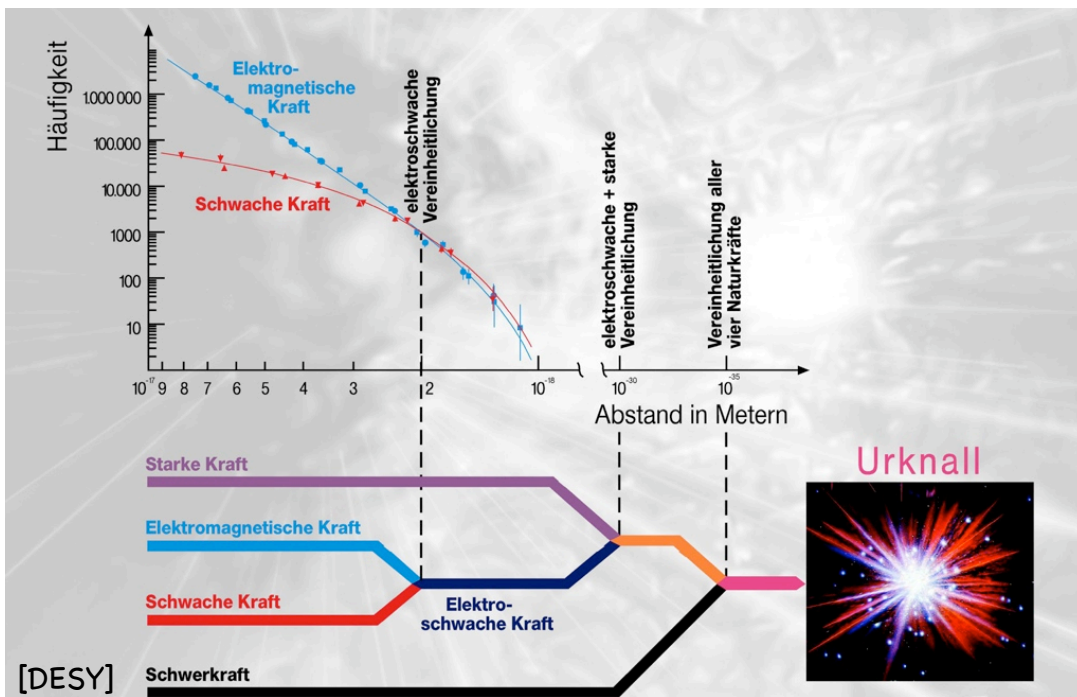 Häufigkeit
1.000 000
100.000
10.000
1000
100
10
Elektro-
magnetische
Kraft
Schwache Kraft
elektroschwache
Vereinheitlichung
elektroschwache + starke
Vereinheitlichung
Vereinheitlichung aller
vier Naturkräfte
10-17 9 8 7 6 5 4 3 2 10-18 10-30 10-35
Abstand in Metern
Urknall
Starke Kraft
Elektromagnetische Kraft
Schwache Kraft
Elektro-
schwache Kraft
Schwerkraft
[DESY]